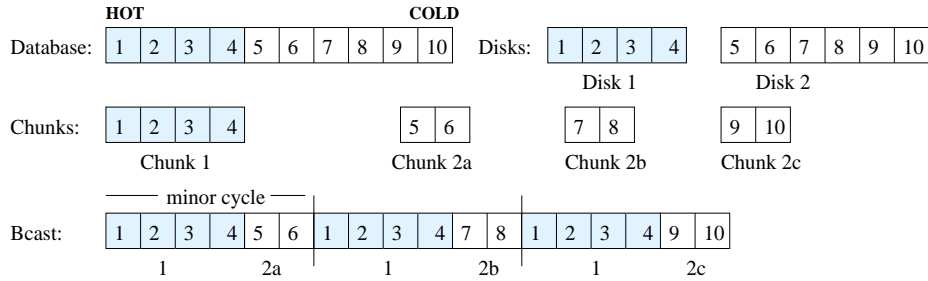 HOT COLD
Database: 1 2 3 4 5 6 7 8 9 10 Disks: 1 2 3 4 5 6 7 8 9 10
Disk 1 Disk 2
Chunks: 1 2 3 4 5 6 7 8 9 10
Chunk 1 Chunk 2a Chunk 2b Chunk 2c
minor cycle
Bcast: 1 2 3 4 5 6 1 2 3 4 7 8 1 2 3 4 9 10
1 2a 1 2b 1 2c